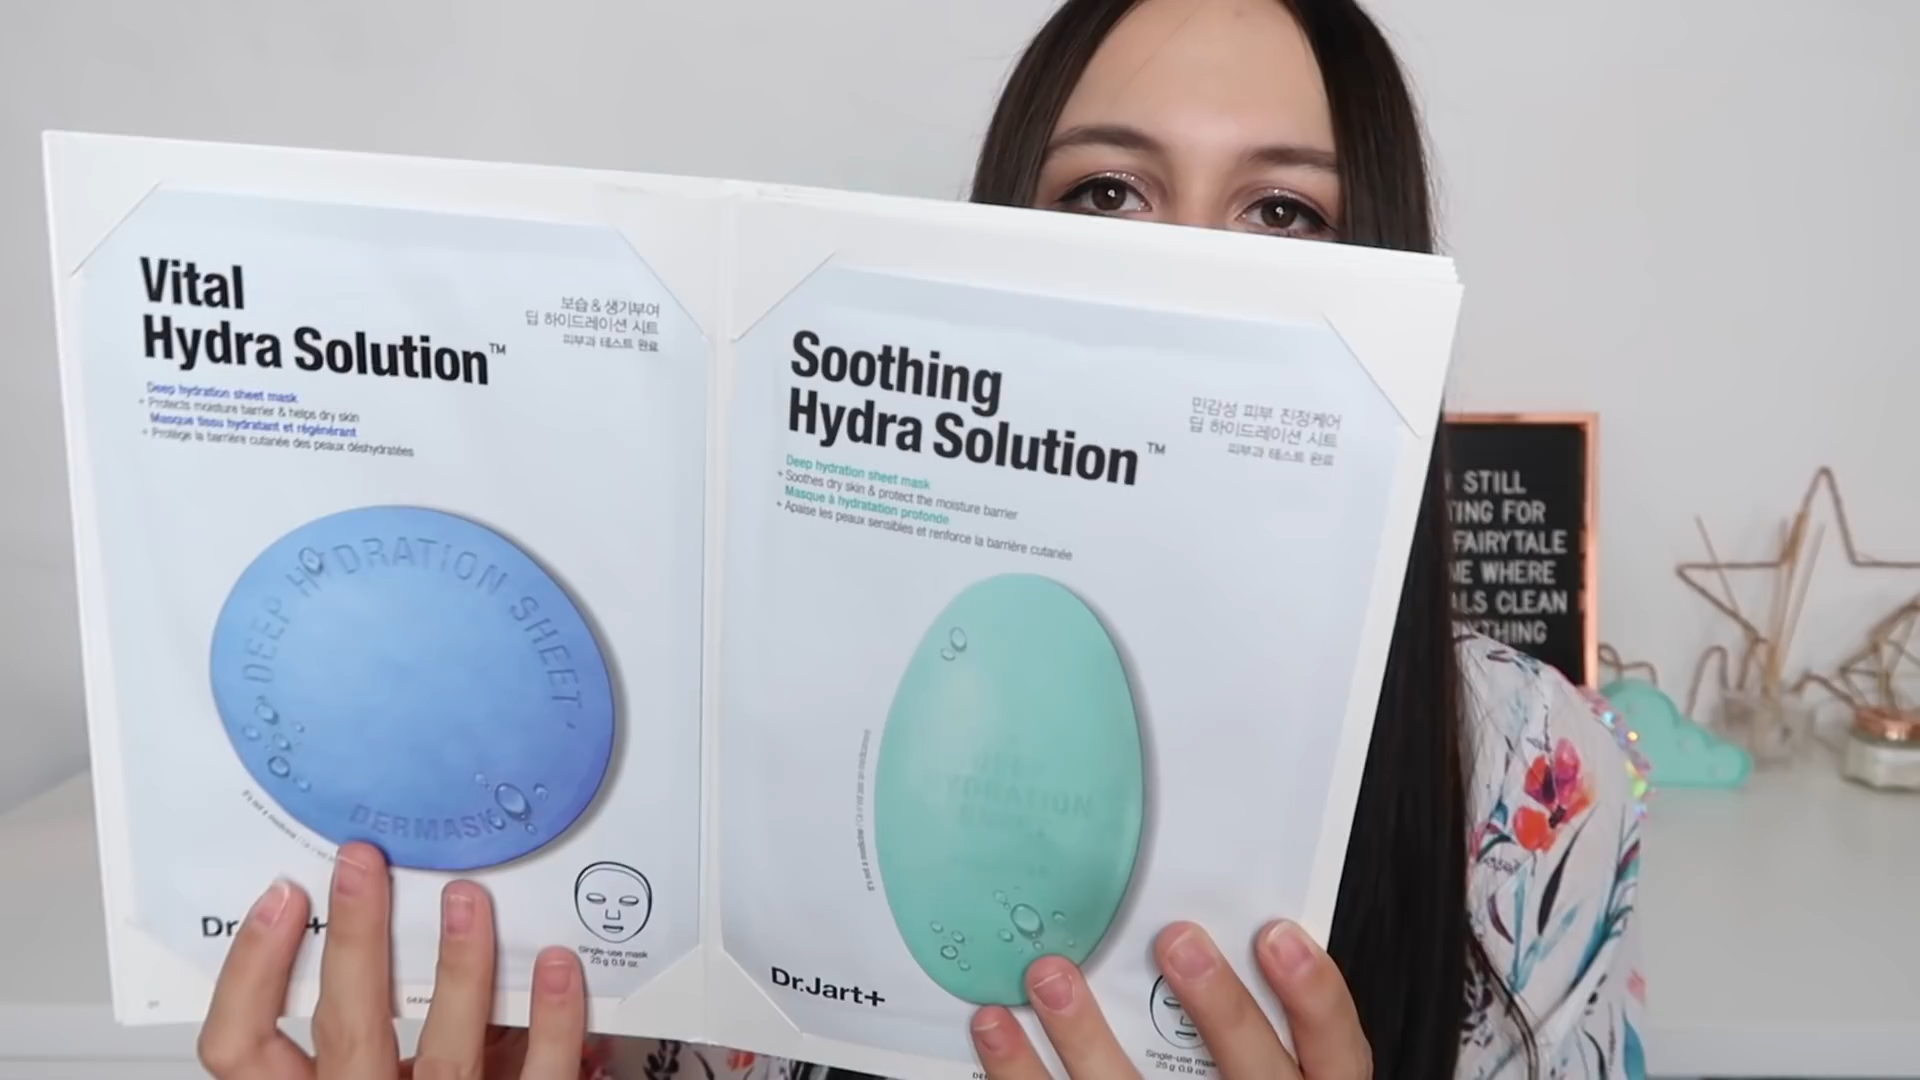 Vital
Hydra Solution™
보습 & 생기부여
딥 하이드레이션 시트
피부과 테스트 완료
Deep hydration sheet mask
+ Protects moisture barrier & helps dry skin
Masque tissu hydratant et régénérant
+ Protège la barrière cutanée des peaux déshydratées
DEEP HYDRATION SHEET
DERMASK
Dr
+
Single-use mask
25 g 0.9 oz.
Soothing
Hydra Solution™
민감성 피부 진정케어
딥 하이드레이션 시트
피부과 테스트 완료
Deep hydration sheet mask
+ Soothes dry skin & protect the moisture barrier
Masque à hydratation profonde
+ Apaise les peaux sensibles et renforce la barrière cutanée
DEEP
HYDRATION
SHEET
Dr.Jart+
Single-use mask
25 g 0.9 oz.
STILL
TING FOR
FAIRYTALE
ME WHERE
ALS CLEAN
THING